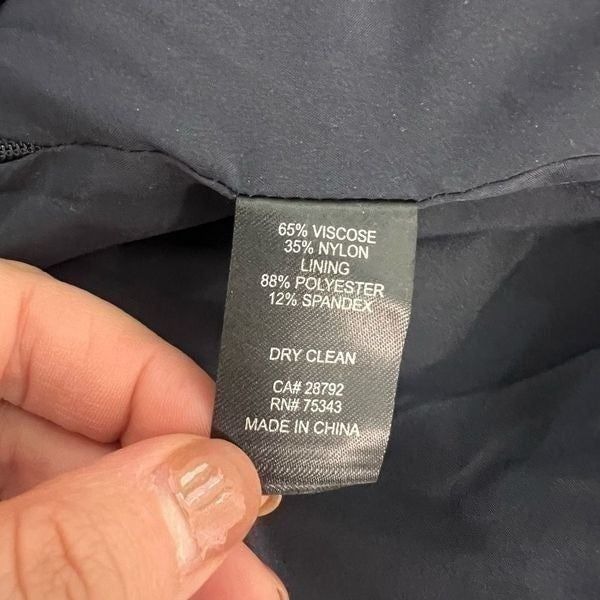 65% VISCOSE
35% NYLON
LINING
88% POLYESTER
12% SPANDEX
DRY CLEAN
CA# 28792
RN# 75343
MADE IN CHINA